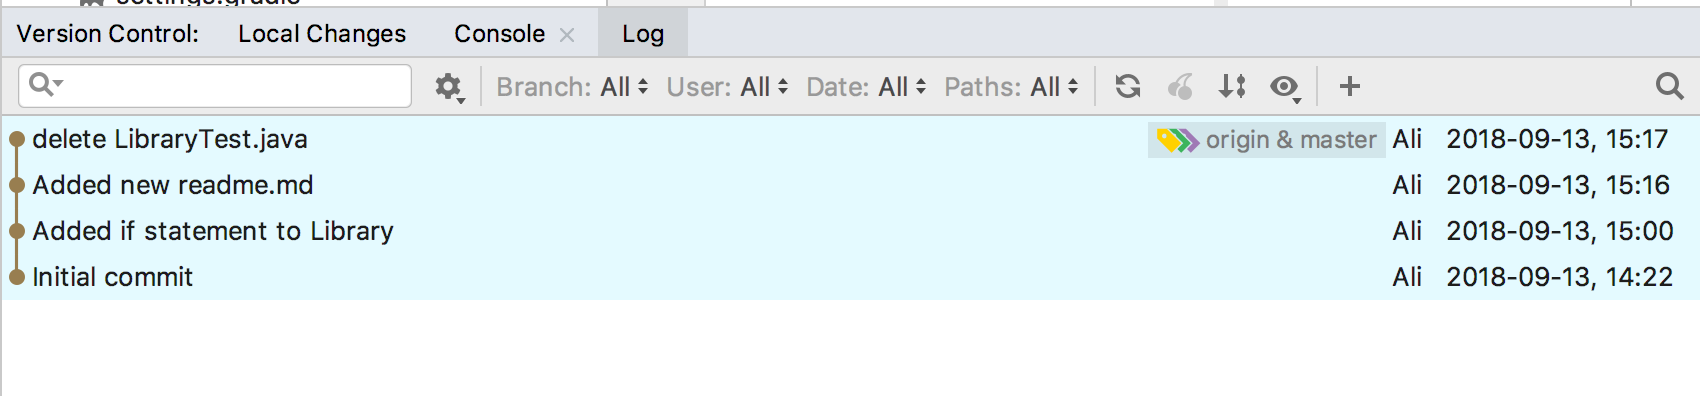 settings.gradle
Version Control: Local Changes Console Log
Branch: All User: All Date: All Paths: All
delete LibraryTest.java origin & master Ali 2018-09-13, 15:17
Added new readme.md Ali 2018-09-13, 15:16
Added if statement to Library Ali 2018-09-13, 15:00
Initial commit Ali 2018-09-13, 14:22